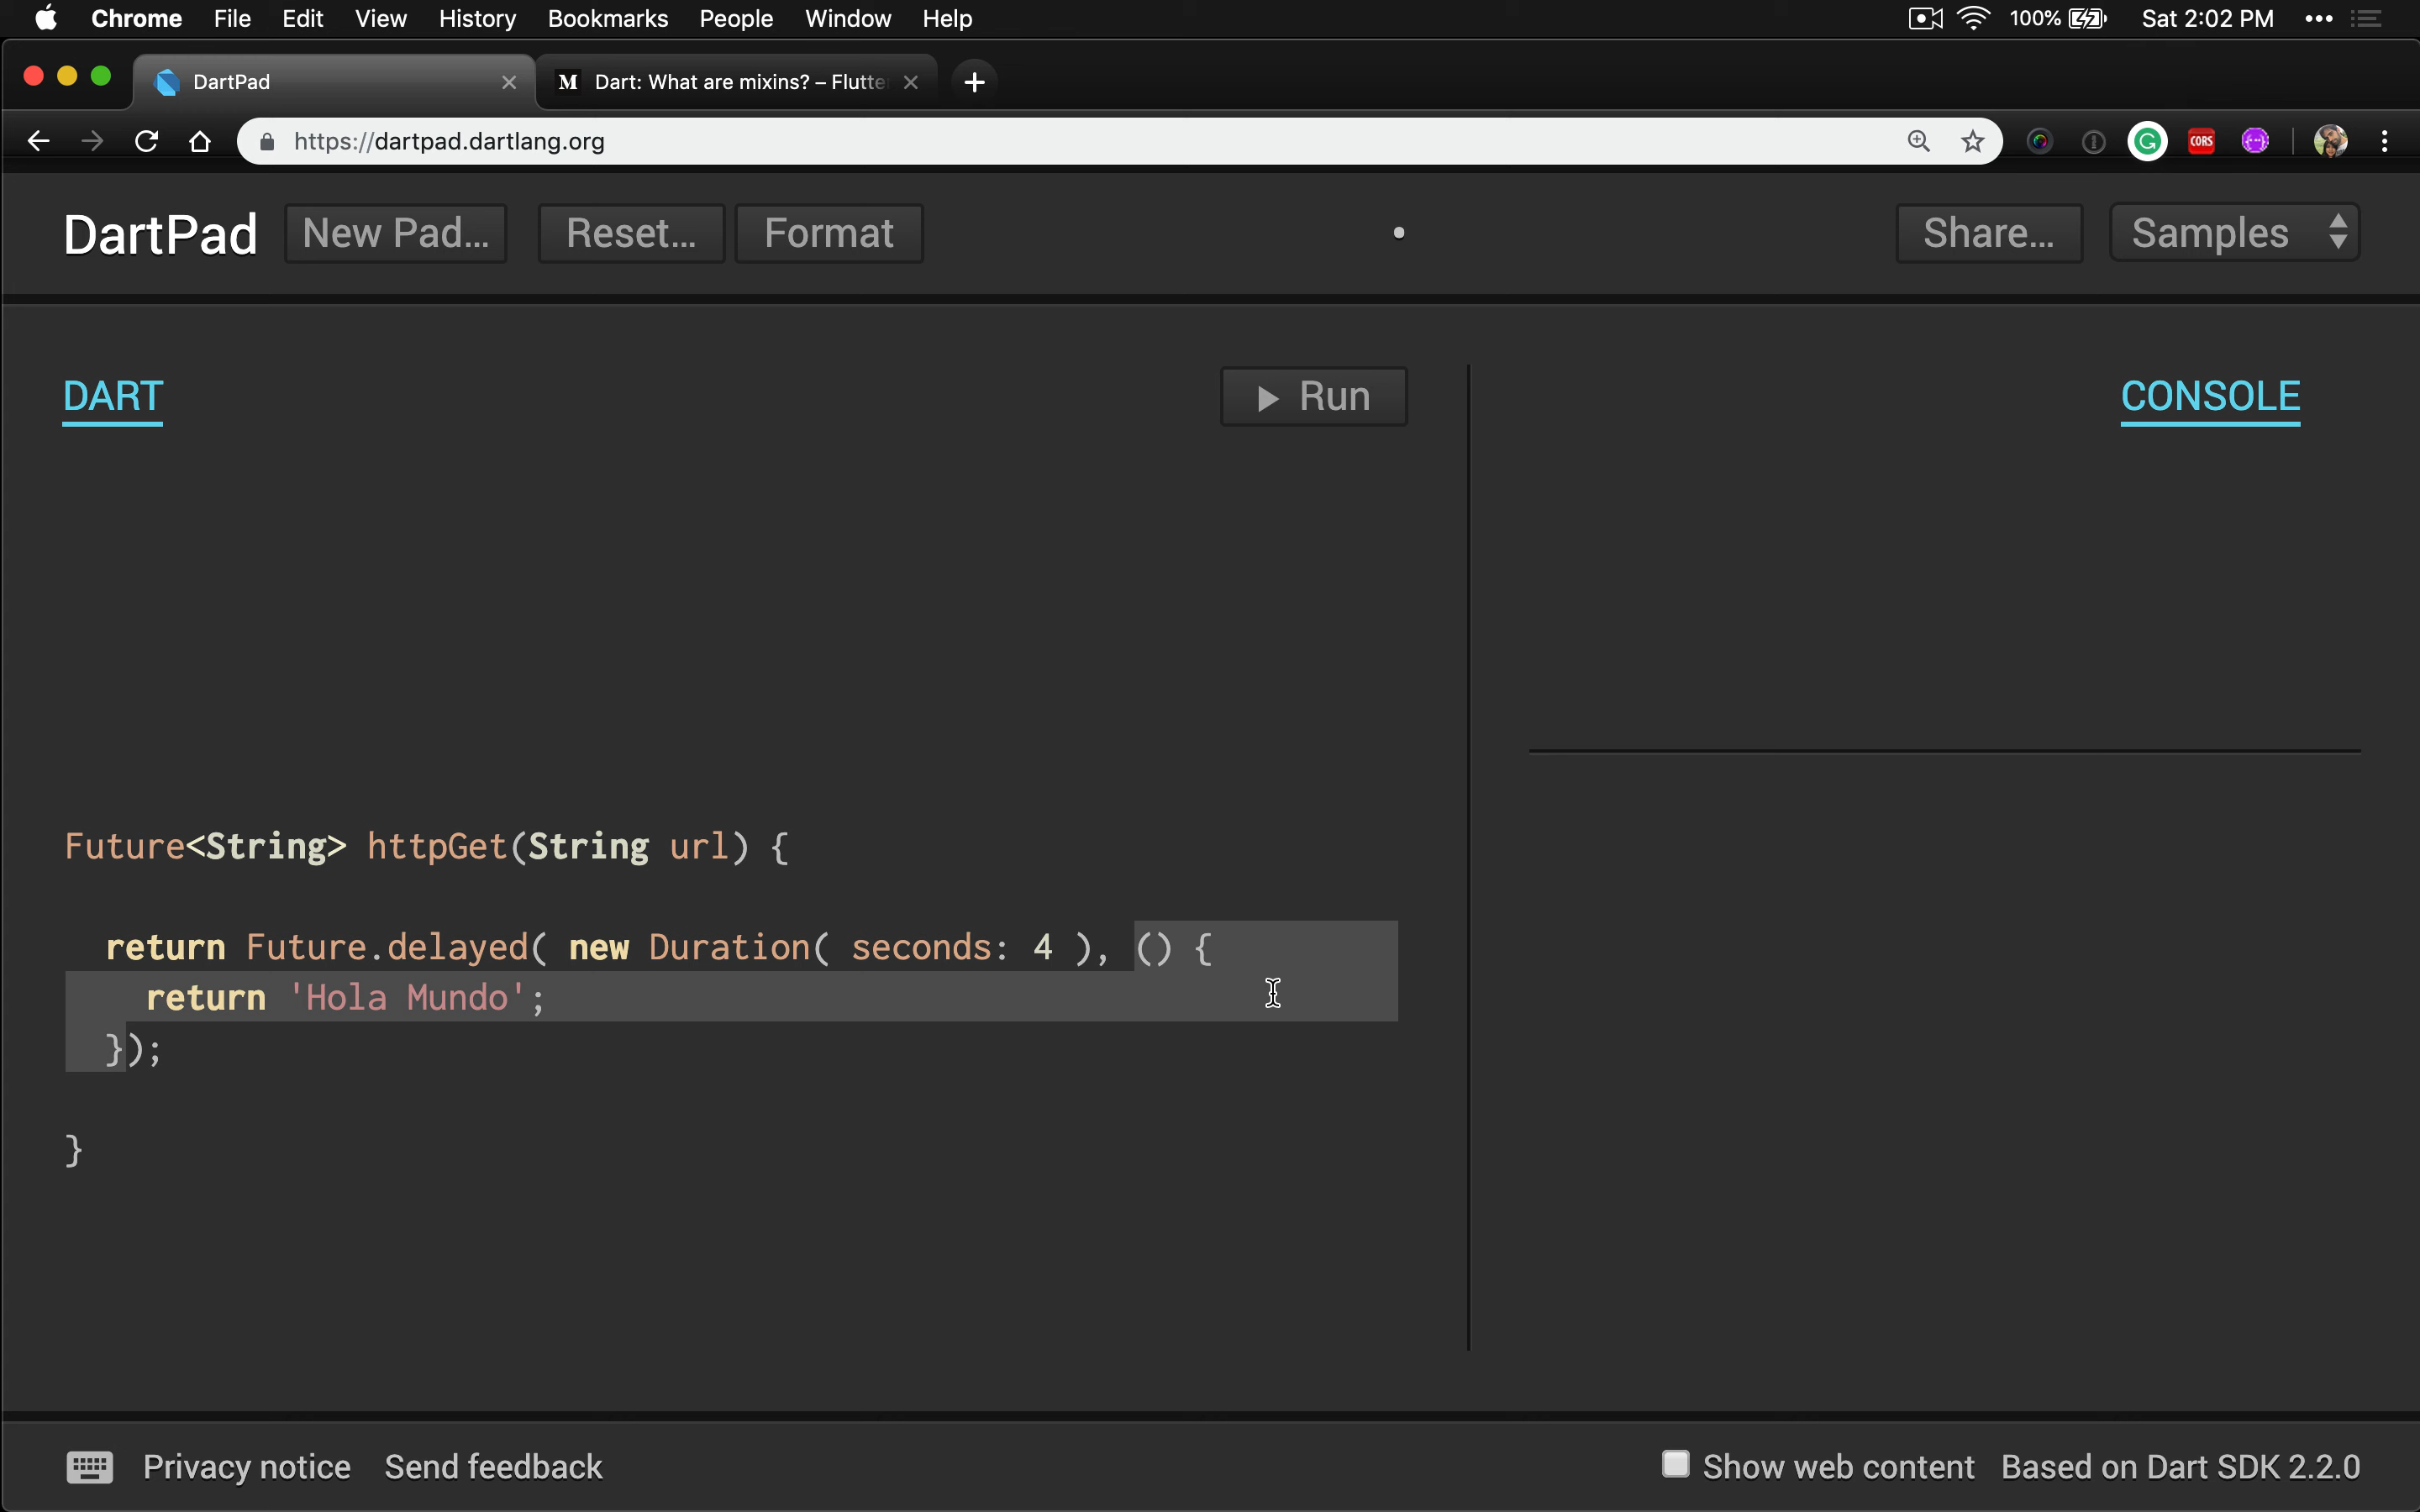 Chrome File Edit View History Bookmarks People Window Help 100% Sat 2:02 PM
DartPad M Dart: What are mixins? – Flutte
https://dartpad.dartlang.org CORS
DartPad New Pad... Reset... Format Share... Samples
DART Run CONSOLE
Future<String> httpGet(String url) {
return Future.delayed( new Duration( seconds: 4 ), () {
return 'Hola Mundo';
});
}
Privacy notice Send feedback Show web content Based on Dart SDK 2.2.0